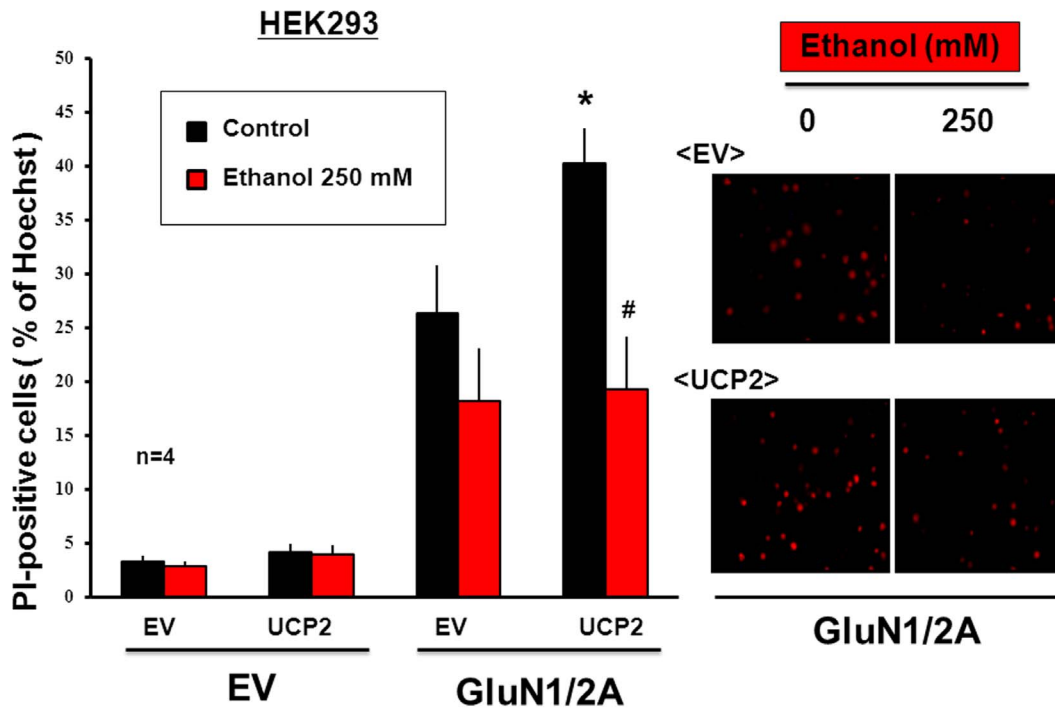 HEK293
PI-positive cells ( % of Hoechst )
50
45
40
35
30
25
20
15
10
5
0
Control
Ethanol 250 mM
n=4
*
#
EV
UCP2
EV
UCP2
EV
GluN1/2A
Ethanol (mM)
0 250
<EV>
<UCP2>
GluN1/2A